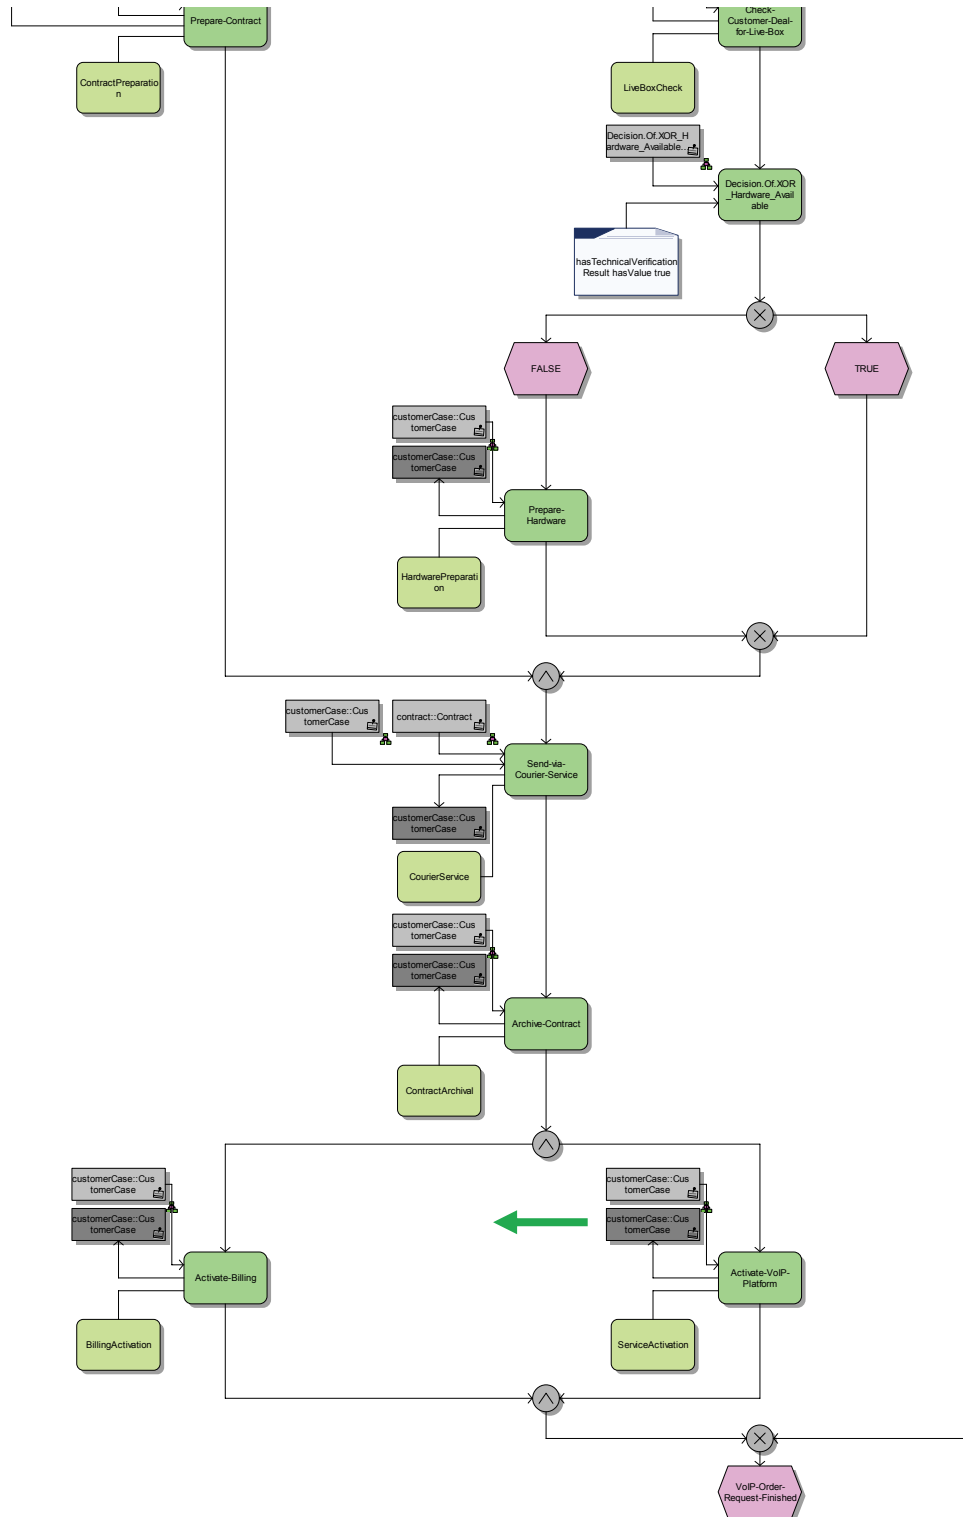 Prepare-Contract
Check-
Customer-Deal-
for-Live-Box
ContractPreparatio
n
LiveBoxCheck
Decision.Of.XOR_H
ardware_Available...
Decision.Of.XOR
_Hardware_Avail
able
hasTechnicalVerification
Result hasValue true
FALSE
TRUE
customerCase::Cus
tomerCase
customerCase::Cus
tomerCase
Prepare-
Hardware
HardwarePreparati
on
customerCase::Cus
tomerCase
contract::Contract
Send-via-
Courier-Service
customerCase::Cus
tomerCase
CourierService
customerCase::Cus
tomerCase
customerCase::Cus
tomerCase
Archive-Contract
ContractArchival
customerCase::Cus
tomerCase
customerCase::Cus
tomerCase
customerCase::Cus
tomerCase
customerCase::Cus
tomerCase
Activate-Billing
Activate-VoIP-
Platform
BillingActivation
ServiceActivation
VoIP-Order-
Request-Finished